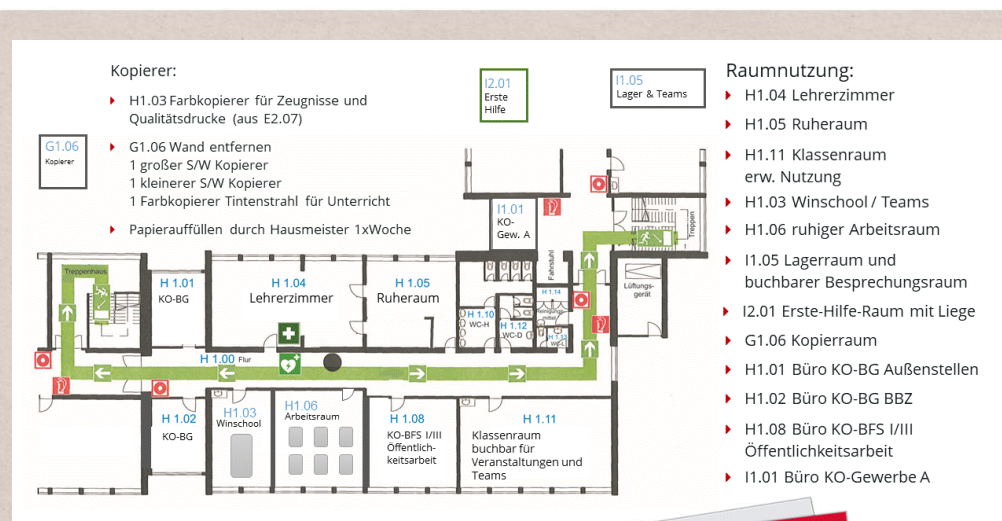 Kopierer:
H1.03 Farbkopierer für Zeugnisse und
Qualitätsdrucke (aus E2.07)
G1.06 Wand entfernen
1 großer S/W Kopierer
1 kleinerer S/W Kopierer
1 Farbkopierer Tintenstrahl für Unterricht
Papierauffüllen durch Hausmeister 1xWoche
G1.06
Kopierer
I2.01
Erste
Hilfe
I1.05
Lager & Teams
Raumnutzung:
H1.04 Lehrerzimmer
H1.05 Ruheraum
H1.11 Klassenraum
erw. Nutzung
H1.03 Winschool / Teams
H1.06 ruhiger Arbeitsraum
I1.05 Lagerraum und
buchbarer Besprechungsraum
I2.01 Erste-Hilfe-Raum mit Liege
G1.06 Kopierraum
H1.01 Büro KO-BG Außenstellen
H1.02 Büro KO-BG BBZ
H1.08 Büro KO-BFS I/III
Öffentlichkeitsarbeit
I1.01 Büro KO-Gewerbe A
I1.01
KO-
Gew. A
Treppen
Fahrstuhl
Lüftungs-
gerät
Treppenhaus
H 1.01
KO-BG
H 1.04
Lehrerzimmer
H 1.05
Ruheraum
H 1.10
WC-H
H 1.12
WC-D
H 1.14
Reinigungs-
mittel
H 1.13
WC-L
H 1.00 Flur
H 1.02
KO-BG
H1.03
Winschool
H1.06
Arbeitsraum
H 1.08
KO-BFS I/III
Öffentlich-
keitsarbeit
H 1.11
Klassenraum
buchbar für
Veranstaltungen und
Teams